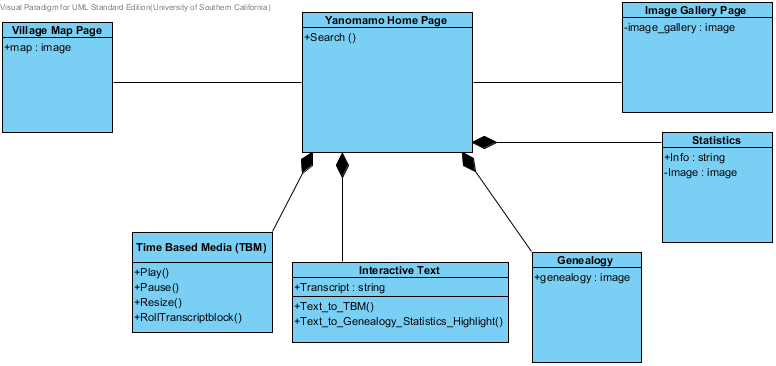 Visual Paradigm for UML Standard Edition(University of Southern California)
Village Map Page
+map : image
Yanomamo Home Page
+Search ()
Image Gallery Page
-image_gallery : image
Statistics
+Info : string
-Image : image
Time Based Media (TBM)
+Play()
+Pause()
+Resize()
+RollTranscriptblock()
Interactive Text
+Transcript : string
+Text_to_TBM()
+Text_to_Genealogy_Statistics_Highlight()
Genealogy
+genealogy : image